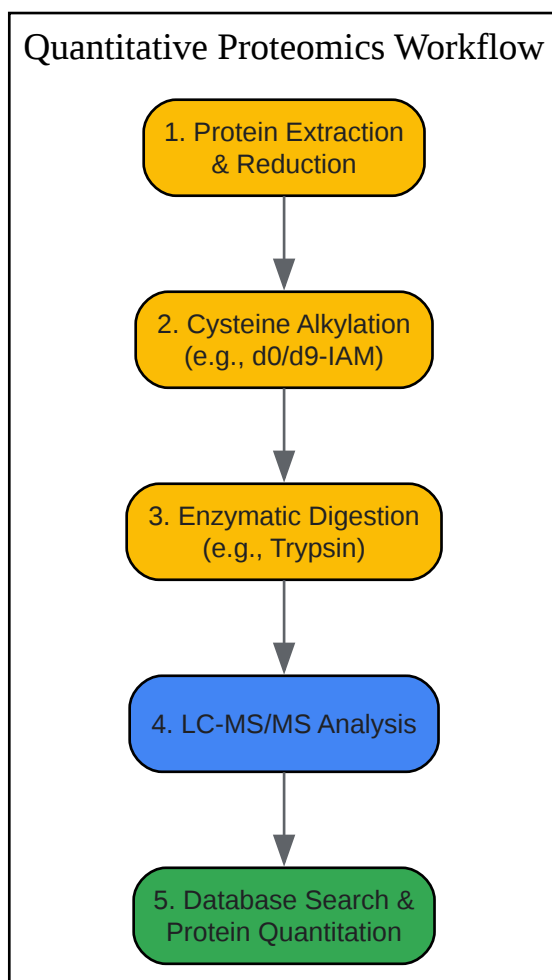 Quantitative Proteomics Workflow
1. Protein Extraction
& Reduction
2. Cysteine Alkylation
(e.g., d0/d9-IAM)
3. Enzymatic Digestion
(e.g., Trypsin)
4. LC-MS/MS Analysis
5. Database Search &
Protein Quantitation